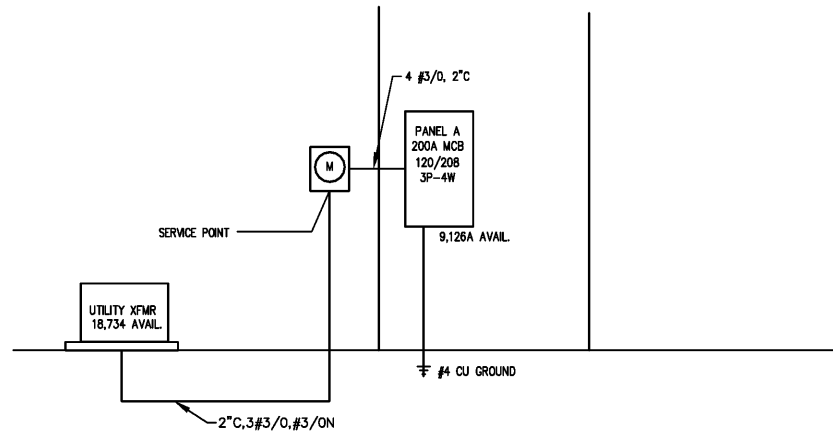 4 #3/0, 2"C
PANEL A
200A MCB
120/208
3P-4W
M
SERVICE POINT
9,126A AVAIL.
UTILITY XFMR
18,734 AVAIL.
#4 CU GROUND
2"C,3#3/0,#3/0N